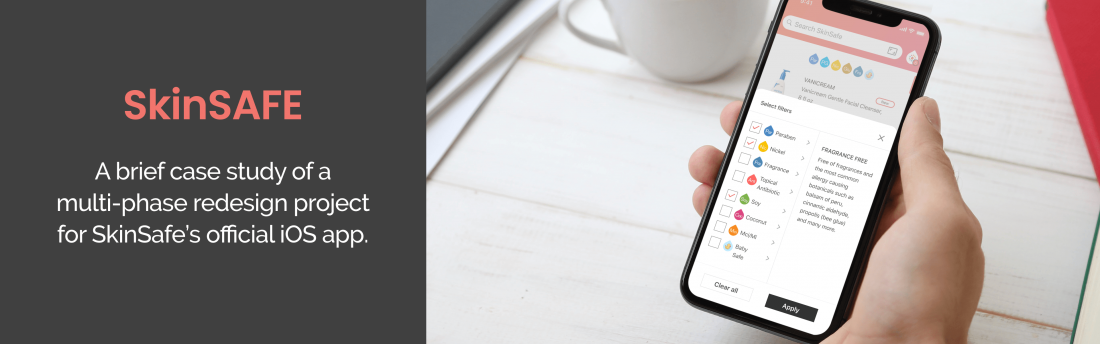 SkinSAFE
A brief case study of a
multi-phase redesign project
for SkinSafe's official iOS app.
9:41
Search SkinSafe
VANICREAM
Vanicream Gentle Facial Cleanser,
8 fl oz
Select filters
Paraben
Nickel
Fragrance
Topical
Antibiotic
Soy
Coconut
MCI/MI
Baby
Safe
FRAGRANCE FREE
Free of fragrances and
the most common
allergy causing
botanicals such as
balsam of peru,
cinnamic aldehyde,
propolis (bee glue)
and many more.
Clear all
Apply